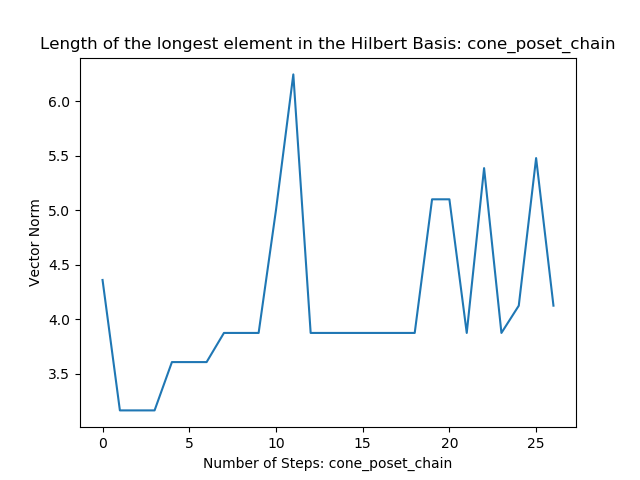 Length of the longest element in the Hilbert Basis: cone_poset_chain
6.0
5.5
5.0
4.5
4.0
3.5
Vector Norm
0 5 10 15 20 25
Number of Steps: cone_poset_chain